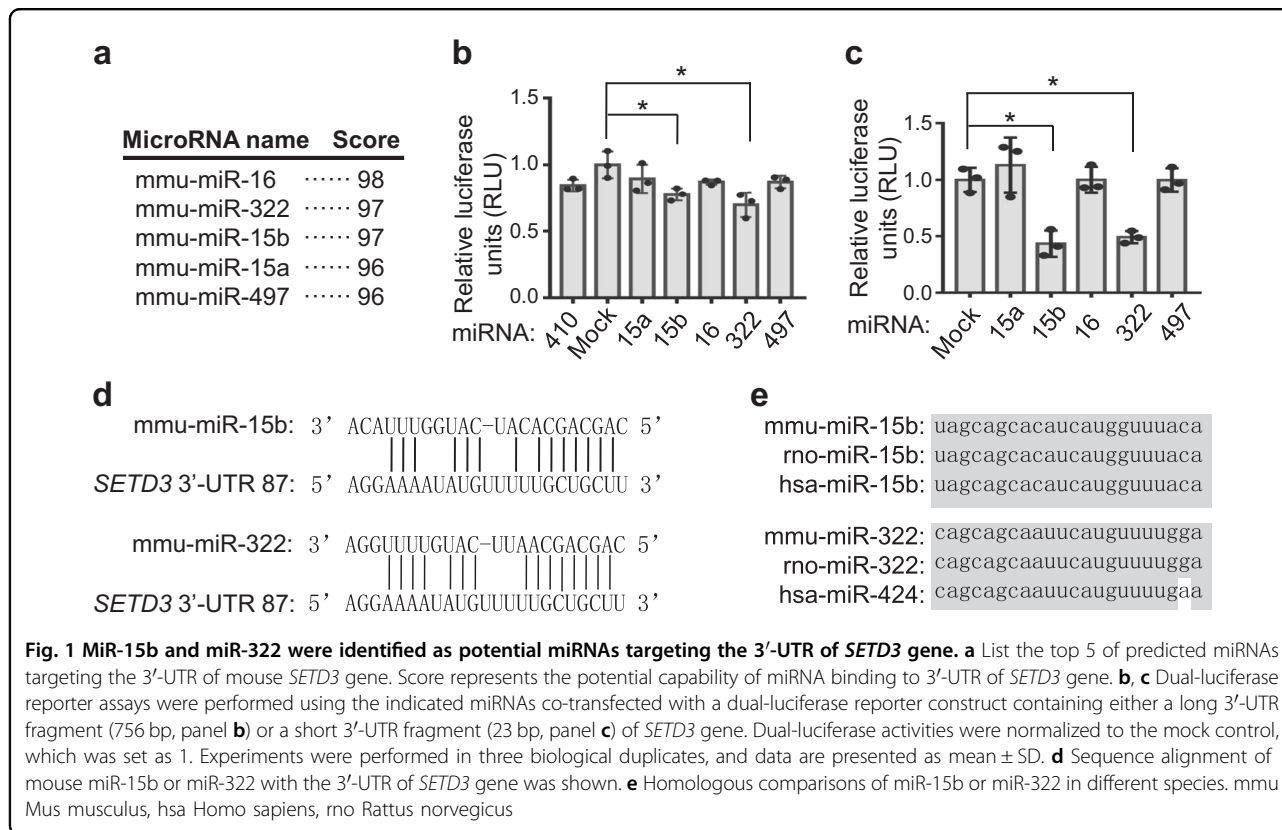 a
MicroRNA name Score
mmu-miR-16 ······ 98
mmu-miR-322 ······ 97
mmu-miR-15b ······ 97
mmu-miR-15a ······ 96
mmu-miR-497 ······ 96
b
Relative luciferase
units (RLU)
1.5
1.0
0.5
0.0
*
*
miRNA:
410
Mock
15a
15b
16
322
497
c
Relative luciferase
units (RLU)
1.5
1.0
0.5
0.0
*
*
miRNA:
Mock
15a
15b
16
322
497
d
mmu-miR-15b: 3’ ACAUUUGGUAC-UACACGACGAC 5’
SETD3 3’-UTR 87: 5’ AGGAAAAUAUGUUUUUGCUGCUU 3’
mmu-miR-322: 3’ AGGUUUUGUAC-UUAACGACGAC 5’
SETD3 3’-UTR 87: 5’ AGGAAAAUAUGUUUUUGCUGCUU 3’
e
mmu-miR-15b: uagcagcacaucaugguuuaca
rno-miR-15b: uagcagcacaucaugguuuaca
hsa-miR-15b: uagcagcacaucaugguuuaca
mmu-miR-322: cagcagcaauucauguuuugga
rno-miR-322: cagcagcaauucauguuuugga
hsa-miR-424: cagcagcaauucauguuuugaa
Fig. 1 MiR-15b and miR-322 were identified as potential miRNAs targeting the 3′-UTR of SETD3 gene. a List the top 5 of predicted miRNAs
targeting the 3′-UTR of mouse SETD3 gene. Score represents the potential capability of miRNA binding to 3′-UTR of SETD3 gene. b, c Dual-luciferase
reporter assays were performed using the indicated miRNAs co-transfected with a dual-luciferase reporter construct containing either a long 3′-UTR
fragment (756 bp, panel b) or a short 3′-UTR fragment (23 bp, panel c) of SETD3 gene. Dual-luciferase activities were normalized to the mock control,
which was set as 1. Experiments were performed in three biological duplicates, and data are presented as mean ± SD. d Sequence alignment of
mouse miR-15b or miR-322 with the 3′-UTR of SETD3 gene was shown. e Homologous comparisons of miR-15b or miR-322 in different species. mmu
Mus musculus, hsa Homo sapiens, rno Rattus norvegicus